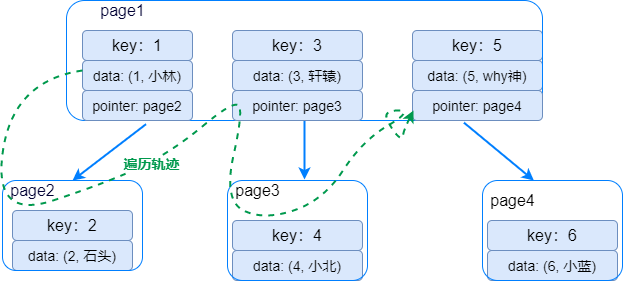 page1
key：1
key：3
key：5
data: (1, 小林)
data: (3, 轩辕)
data: (5, why神)
pointer: page2
pointer: page3
pointer: page4
遍历轨迹
page2
page3
page4
key：2
key：4
key：6
data: (2, 石头)
data: (4, 小北)
data: (6, 小蓝)